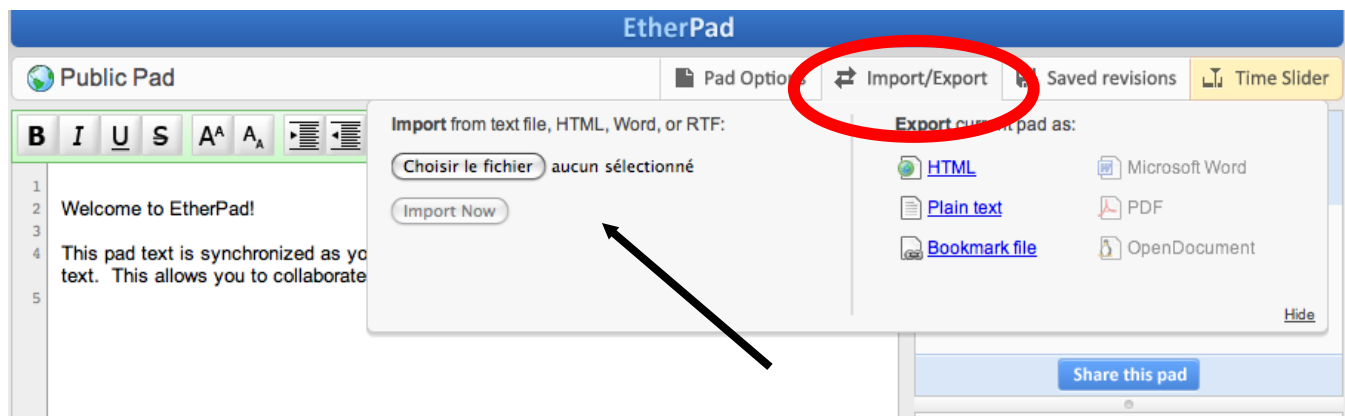 EtherPad
Public Pad
Pad Options
Import/Export
Saved revisions
Time Slider
B I U S AA AA
Import from text file, HTML, Word, or RTF:
Choisir le fichier aucun sélectionné
Import Now
Export current pad as:
HTML
Microsoft Word
Plain text
PDF
Bookmark file
OpenDocument
Hide
1
2 Welcome to EtherPad!
3
4 This pad text is synchronized as yo
text. This allows you to collaborate
5
Share this pad